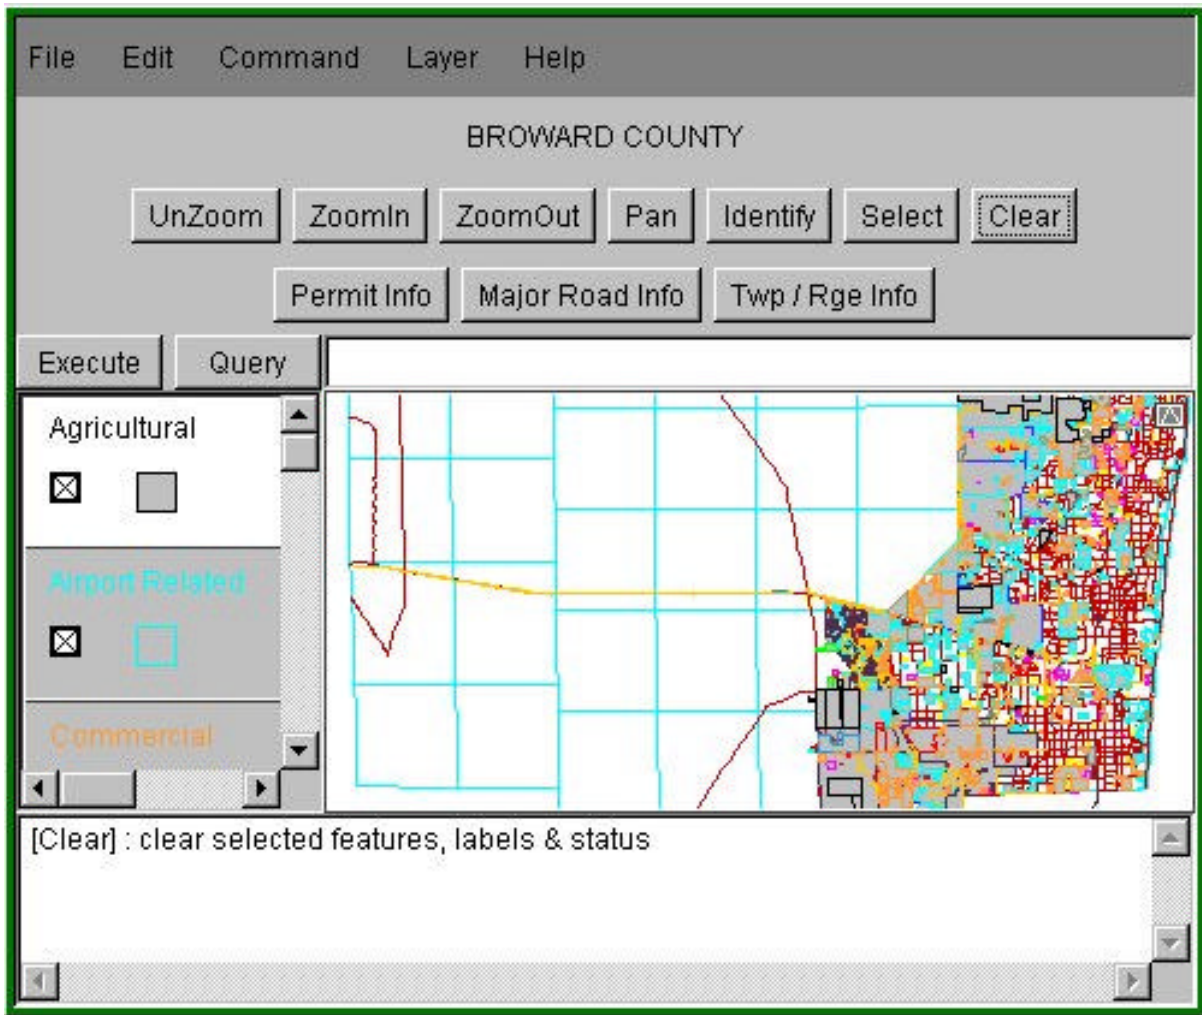 File Edit Command Layer Help
BROWARD COUNTY
UnZoom ZoomIn ZoomOut Pan Identify Select Clear
Permit Info Major Road Info Twp / Rge Info
Execute Query
Agricultural
Airport Related
Commercial
[Clear] : clear selected features, labels & status